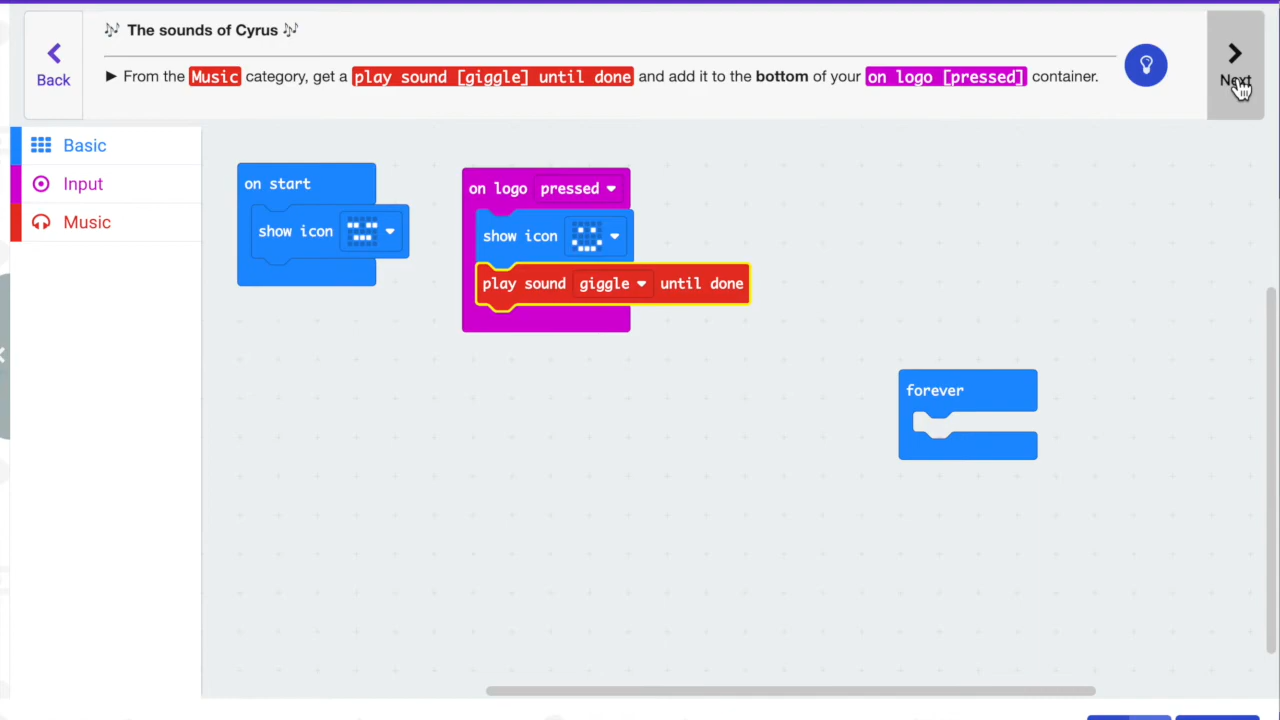 🎶 The sounds of Cyrus 🎶
Back
► From the Music category, get a play sound [giggle] until done and add it to the bottom of your on logo [pressed] container.
Next
Basic
Input
Music
on start
show icon
on logo pressed
show icon
play sound giggle until done
forever